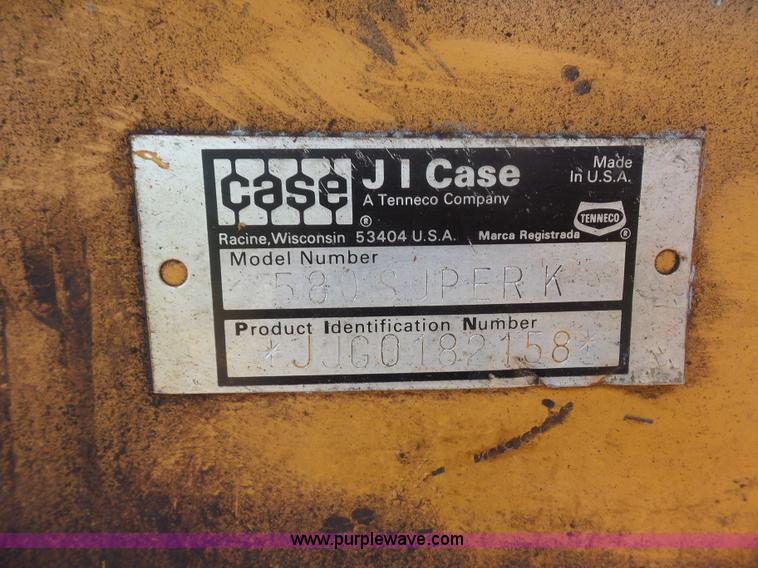 case
J I Case
A Tenneco Company
Made
In U.S.A.
TENNECO
®
®
Racine, Wisconsin 53404 U.S.A. Marca Registrada
Model Number
580 SUPER K
Product Identification Number
*JJG0182158*
www.purplewave.com